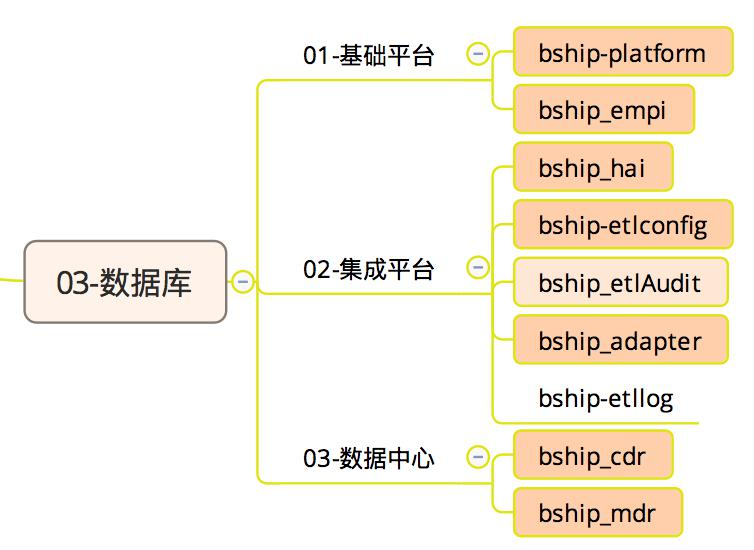 01-基础平台
bship-platform
bship_empi
03-数据库
02-集成平台
bship_hai
bship-etlconfig
bship_etlAudit
bship_adapter
bship-etllog
03-数据中心
bship_cdr
bship_mdr